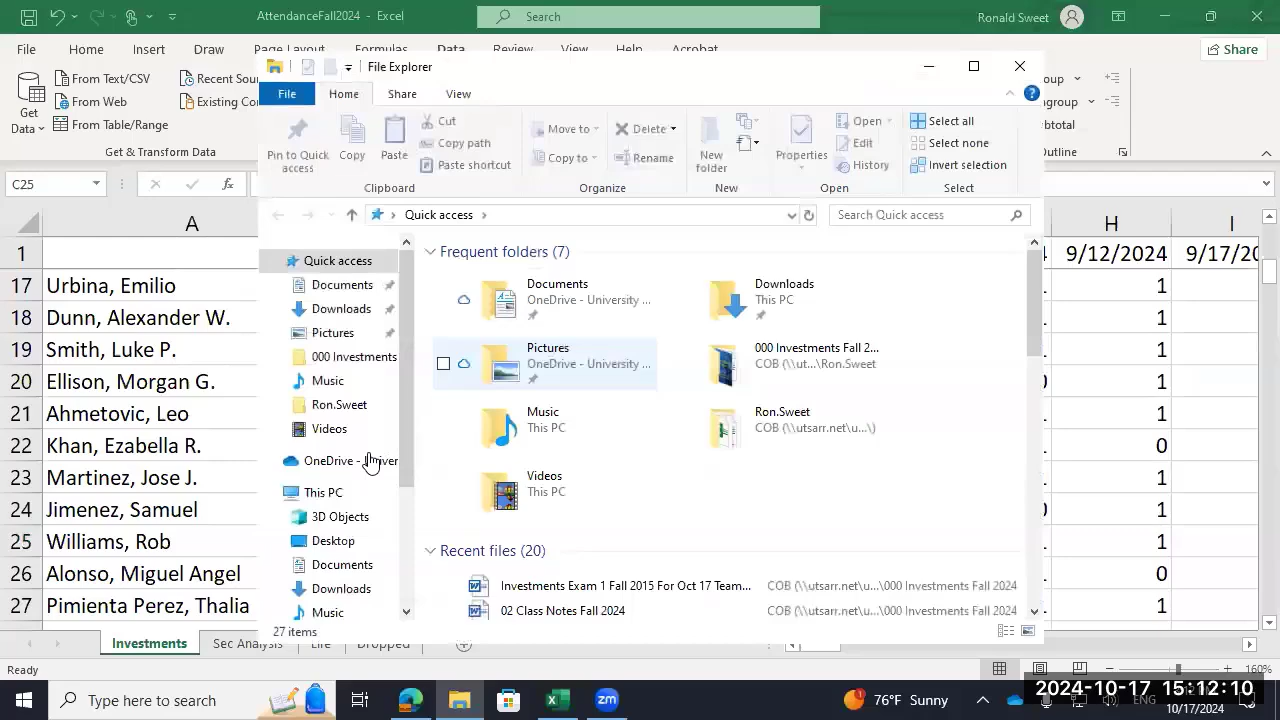 AttendanceFall2024 - Excel
Search
Ronald Sweet
File Home Insert Draw Page Layout Formulas Data Review View Help Acrobat
Share
From Text/CSV
From Web
From Table/Range
Get Data
Recent Sou
Existing Co
Get & Transform Data
oup
ngroup
ubtotal
Outline
File Explorer
File Home Share View
Pin to Quick access
Copy
Paste
Cut
Copy path
Paste shortcut
Clipboard
Move to
Copy to
Delete
Rename
Organize
New folder
New
Properties
Open
Edit
History
Open
Select all
Select none
Invert selection
Select
C25
fx
Quick access
Search Quick access
A
H
I
1 9/12/2024 9/17/20
17 Urbina, Emilio 1
18 Dunn, Alexander W. 1
19 Smith, Luke P. 1
20 Ellison, Morgan G. 1
21 Ahmetovic, Leo 1
22 Khan, Ezabella R. 0
23 Martinez, Jose J. 1
24 Jimenez, Samuel 1
25 Williams, Rob 1
26 Alonso, Miguel Angel 0
27 Pimienta Perez, Thalia 1
Quick access
Documents
Downloads
Pictures
000 Investments
Music
Ron.Sweet
Videos
OneDrive - Univer
This PC
3D Objects
Desktop
Documents
Downloads
Music
Frequent folders (7)
Documents
OneDrive - University ...
Downloads
This PC
Pictures
OneDrive - University ...
000 Investments Fall 2...
COB (\\ut...\Ron.Sweet
Music
This PC
Ron.Sweet
COB (\\utsarr.net\u...\)
Videos
This PC
Recent files (20)
Investments Exam 1 Fall 2015 For Oct 17 Team... COB (\\utsarr.net\u...\000 Investments Fall 2024
02 Class Notes Fall 2024 COB (\\utsarr.net\u...\000 Investments Fall 2024
27 items
Investments Sec Analysis Life Dropped
Ready
160%
Type here to search
76°F Sunny
ENG
2024-10-17 15:12:10
10/17/2024